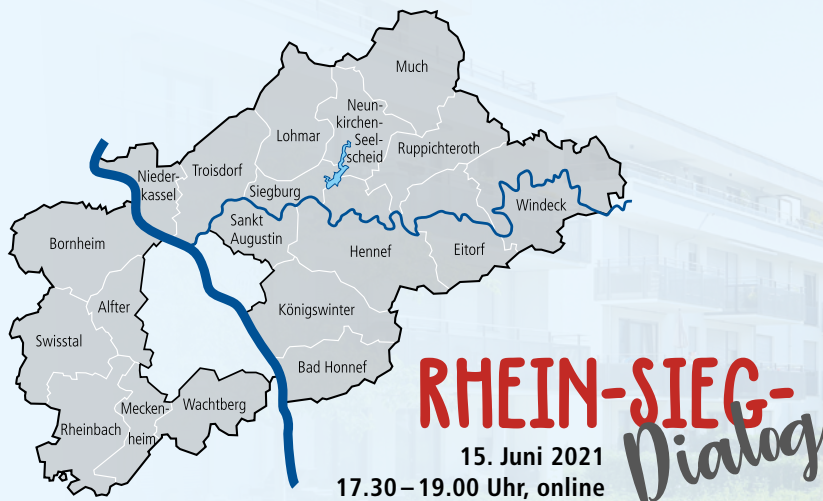 Much
Neun-
kirchen-
Seel-
scheid
Lohmar
Ruppichteroth
Troisdorf
Nieder-
kassel
Siegburg
Windeck
Sankt
Augustin
Bornheim
Hennef
Eitorf
Alfter
Königswinter
Swisstal
Bad Honnef
Wachtberg
Mecken-
heim
Rheinbach
RHEIN-SIEG-
Dialog
15. Juni 2021
17.30–19.00 Uhr, online